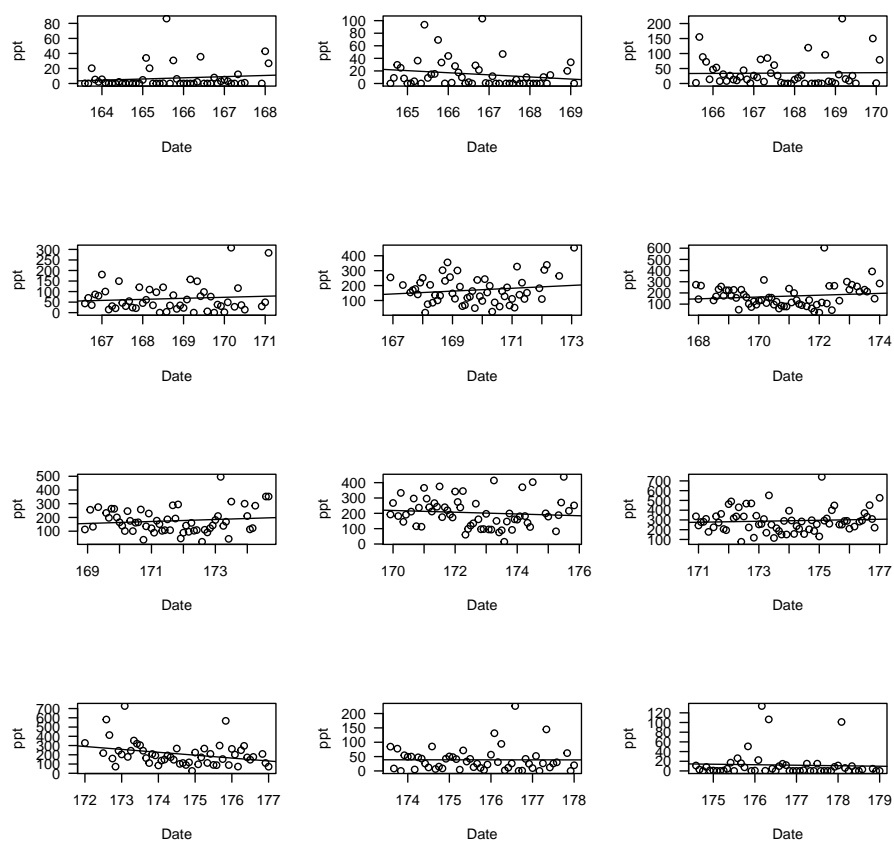 ppt
80
60
40
20
0
164 165 166 167 168
Date
ppt
100
80
60
40
20
0
165 166 167 168 169
Date
ppt
200
150
100
50
0
166 167 168 169 170
Date
ppt
300
250
200
150
100
50
0
167 168 169 170 171
Date
ppt
400
300
200
100
167 169 171 173
Date
ppt
600
500
400
300
200
100
0
168 170 172 174
Date
ppt
500
400
300
200
100
169 171 173
Date
ppt
400
300
200
100
0
170 172 174 176
Date
ppt
700
600
500
400
300
200
100
171 173 175 177
Date
ppt
700
600
500
400
300
200
100
0
172 173 174 175 176 177
Date
ppt
200
150
100
50
0
174 175 176 177 178
Date
ppt
120
100
80
60
40
20
0
175 176 177 178 179
Date